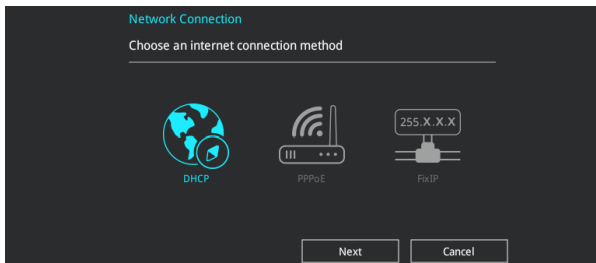 Network Connection
Choose an internet connection method
255.X.X.X
DHCP
PPPoE
FixIP
Next
Cancel